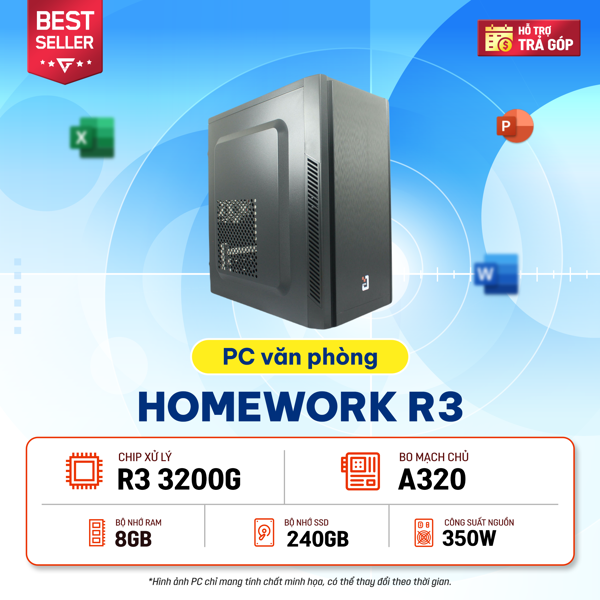 BEST
SELLER
HỖ TRỢ
TRẢ GÓP
X
P
W
PC văn phòng
HOMEWORK R3
CHIP XỬ LÝ
R3 3200G
BO MẠCH CHỦ
A320
BỘ NHỚ RAM
8GB
BỘ NHỚ SSD
240GB
CÔNG SUẤT NGUỒN
350W
*Hình ảnh PC chỉ mang tính chất minh họa, có thể thay đổi theo thời gian.